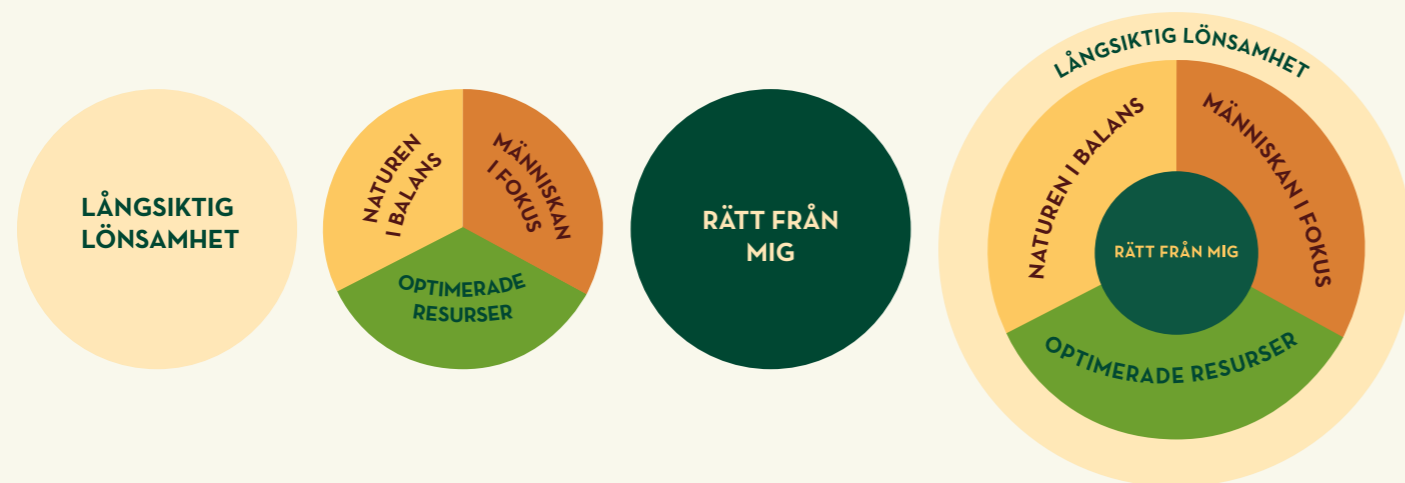 LÅNGSIKTIG
LÖNSAMHET
NATUREN
I BALANS
MÄNNISKAN
I FOKUS
OPTIMERADE
RESURSER
RÄTT FRÅN
MIG
LÅNGSIKTIG LÖNSAMHET
NATUREN I BALANS
MÄNNISKAN I FOKUS
RÄTT FRÅN MIG
OPTIMERADE RESURSER